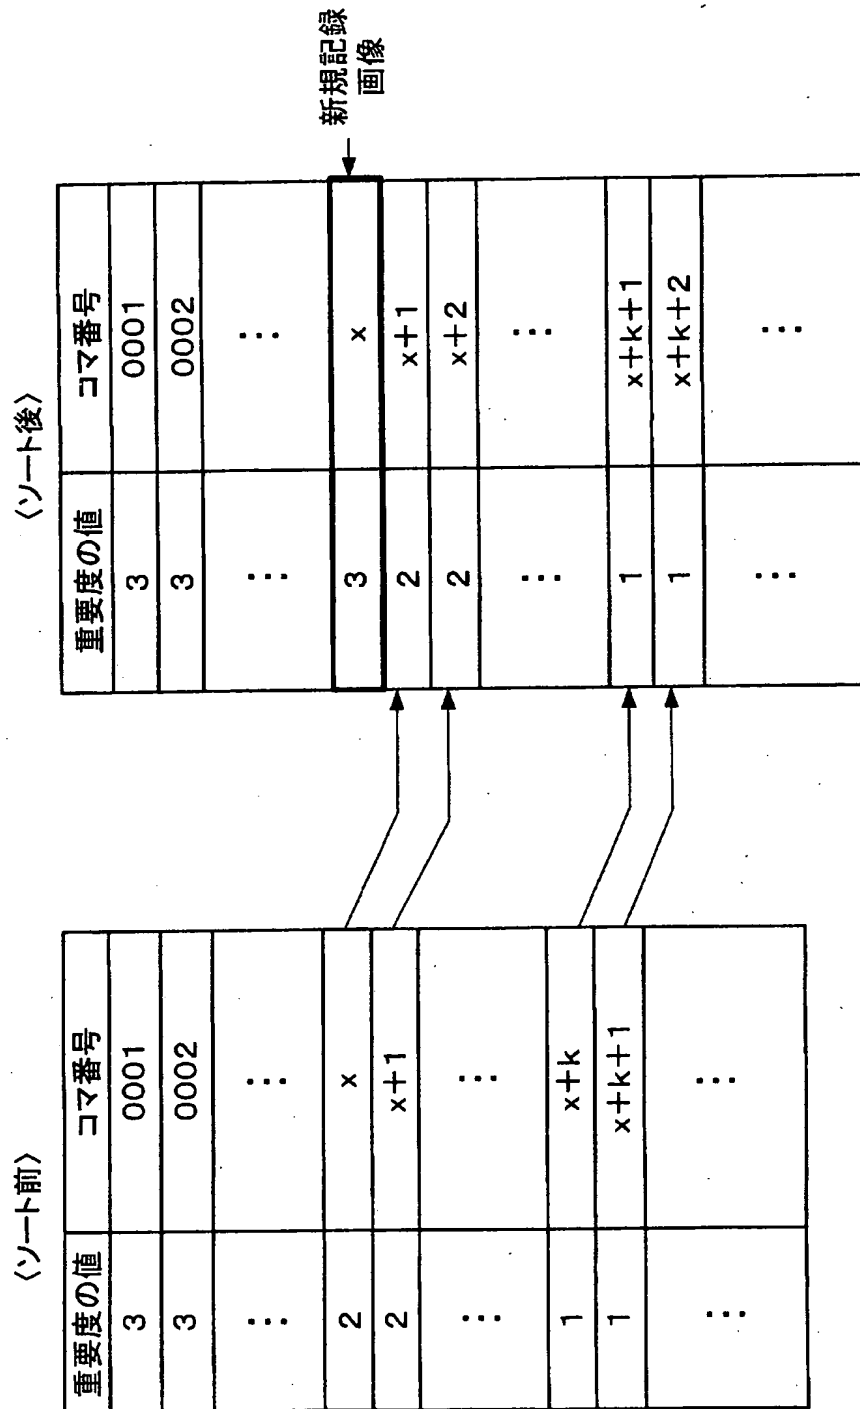 〈ソート前〉
重要度の値 コマ番号
3 0001
3 0002
⋮ ⋮
2 x
2 x+1
⋮ ⋮
1 x+k
1 x+k+1
⋮ ⋮
〈ソート後〉
重要度の値 コマ番号
3 0001
3 0002
⋮ ⋮
3 x
2 x+1
2 x+2
⋮ ⋮
1 x+k+1
1 x+k+2
⋮ ⋮
新規記録
画像